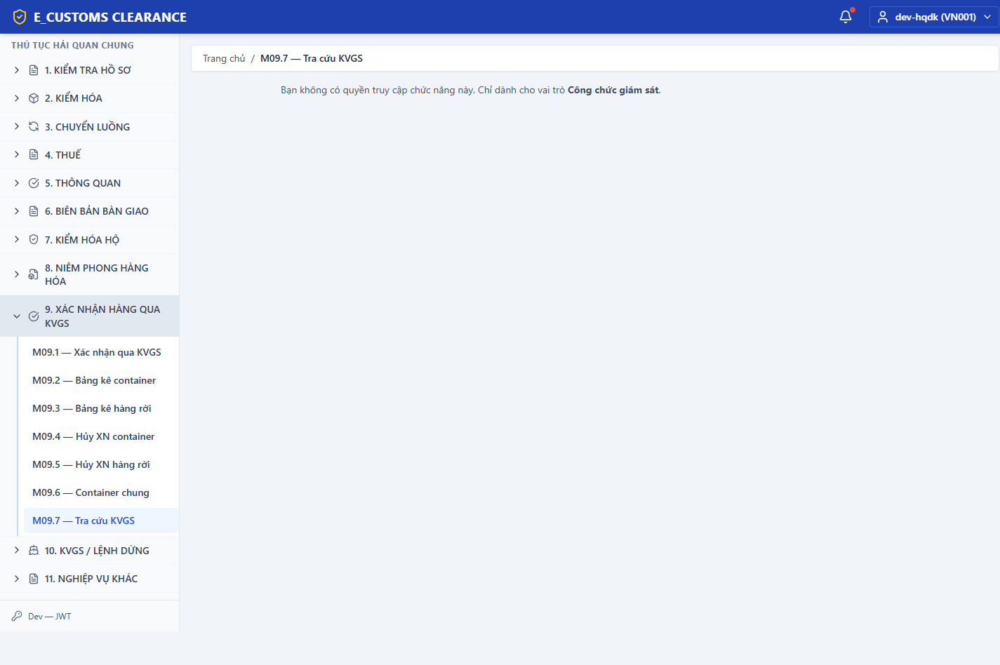 E_CUSTOMS CLEARANCE
dev-hqdk (VN001)
THỦ TỤC HẢI QUAN CHUNG
1. KIỂM TRA HỒ SƠ
2. KIỂM HÓA
3. CHUYỂN LUỒNG
4. THUẾ
5. THÔNG QUAN
6. BIÊN BẢN BÀN GIAO
7. KIỂM HÓA HỘ
8. NIÊM PHONG HÀNG
HÓA
9. XÁC NHẬN HÀNG QUA
KVGS
M09.1 — Xác nhận qua KVGS
M09.2 — Bảng kê container
M09.3 — Bảng kê hàng rời
M09.4 — Hủy XN container
M09.5 — Hủy XN hàng rời
M09.6 — Container chung
M09.7 — Tra cứu KVGS
10. KVGS / LỆNH DỪNG
11. NGHIỆP VỤ KHÁC
Dev — JWT
Trang chủ / M09.7 — Tra cứu KVGS
Bạn không có quyền truy cập chức năng này. Chỉ dành cho vai trò Công chức giám sát.